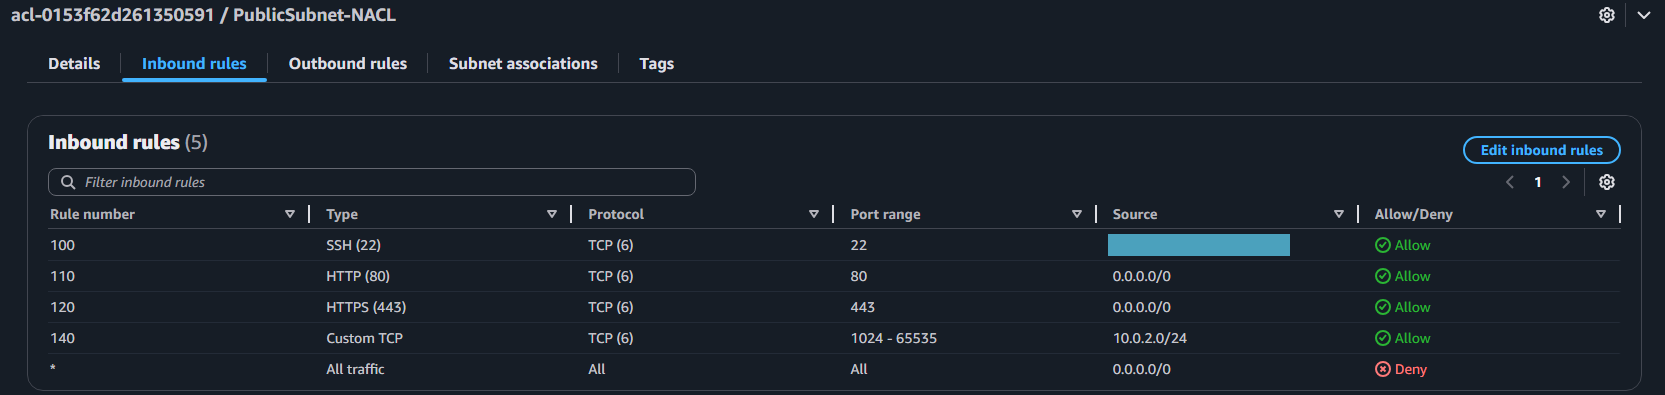 acl-0153f62d261350591 / PublicSubnet-NACL
Details Inbound rules Outbound rules Subnet associations Tags
Inbound rules (5)
Edit inbound rules
Filter inbound rules
1
Rule number Type Protocol Port range Source Allow/Deny
100 SSH (22) TCP (6) 22 Allow
110 HTTP (80) TCP (6) 80 0.0.0.0/0 Allow
120 HTTPS (443) TCP (6) 443 0.0.0.0/0 Allow
140 Custom TCP TCP (6) 1024 - 65535 10.0.2.0/24 Allow
* All traffic All All 0.0.0.0/0 Deny